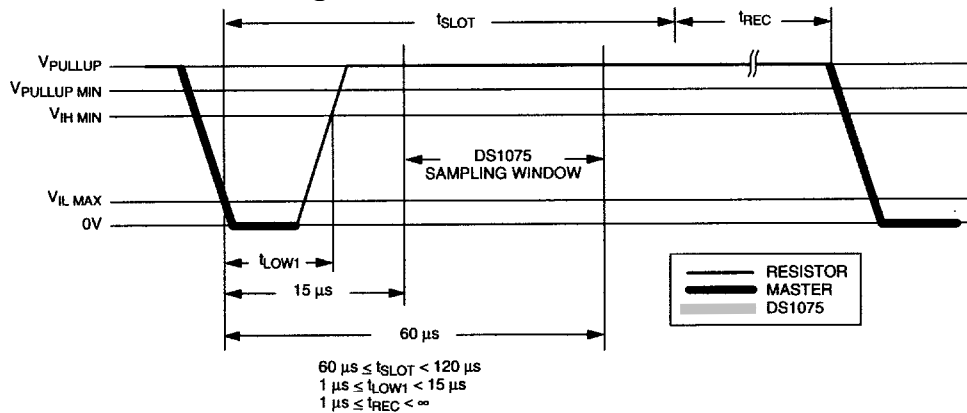 tSLOT
tREC
VPULLUP
VPULLUP MIN
VIH MIN
DS1075
SAMPLING WINDOW
VIL MAX
0V
tLOW1
15 μs
60 μs
RESISTOR
MASTER
DS1075
60 μs ≤ tSLOT < 120 μs
1 μs ≤ tLOW1 < 15 μs
1 μs ≤ tREC < ∞